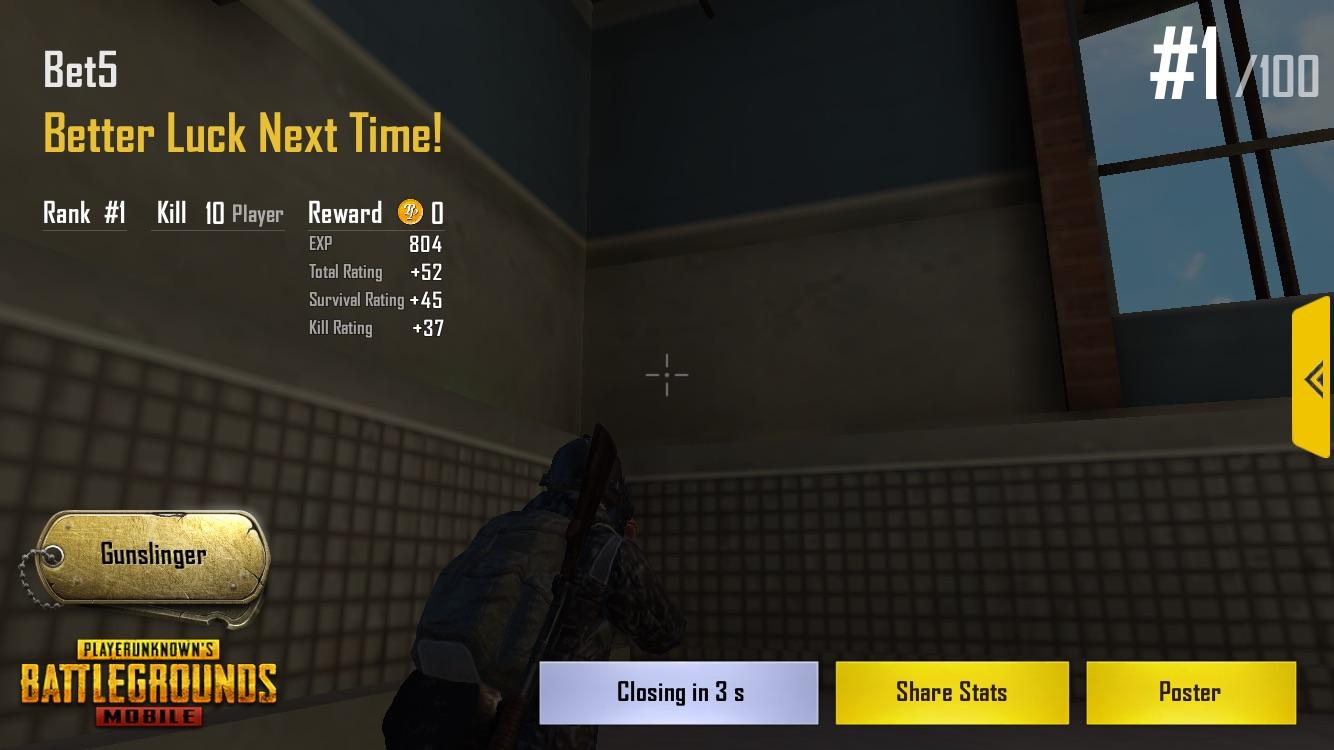 Bet5
#1 /100
Better Luck Next Time!
Rank #1 Kill 10 Player Reward 0
EXP 804
Total Rating +52
Survival Rating +45
Kill Rating +37
Gunslinger
PLAYERUNKNOWN'S
BATTLEGROUNDS
MOBILE
Closing in 3 s Share Stats Poster